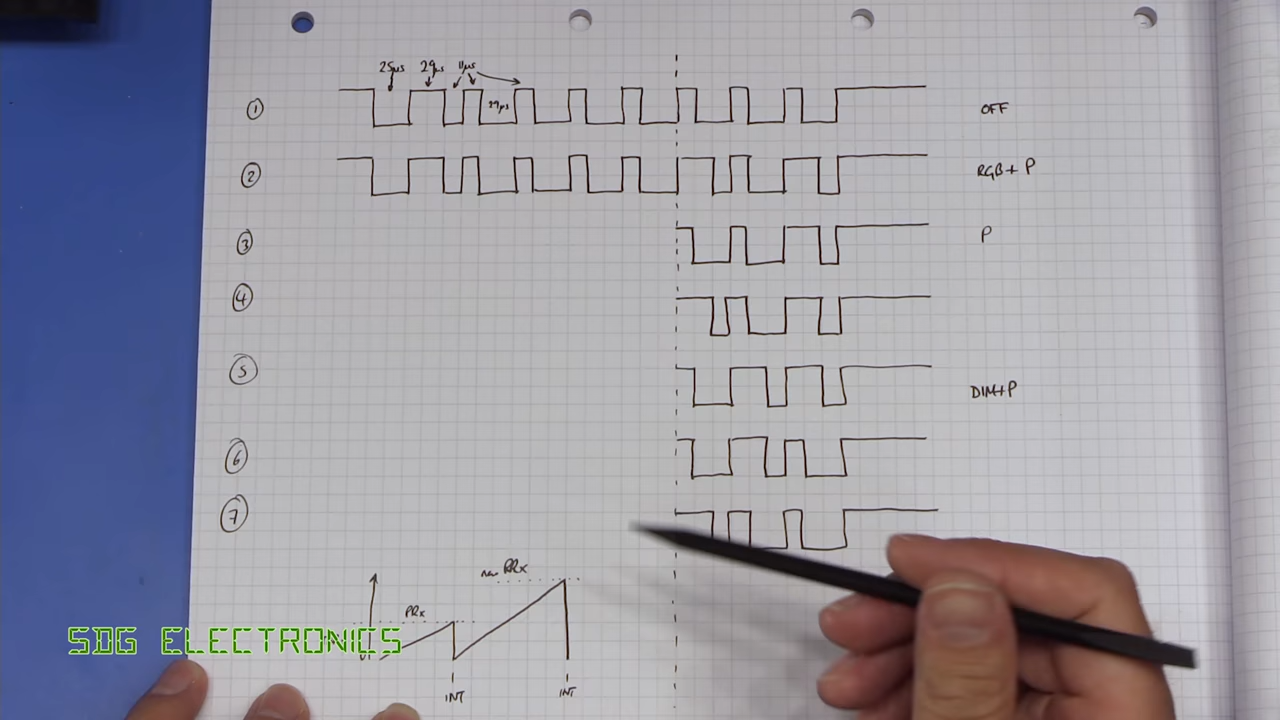 25μs 29μs 11μs
① 29μs OFF
② RGB+P
③ P
④
⑤ DIM+P
⑥
⑦
new PRx
PRx
SDG ELECTRONICS
INT INT